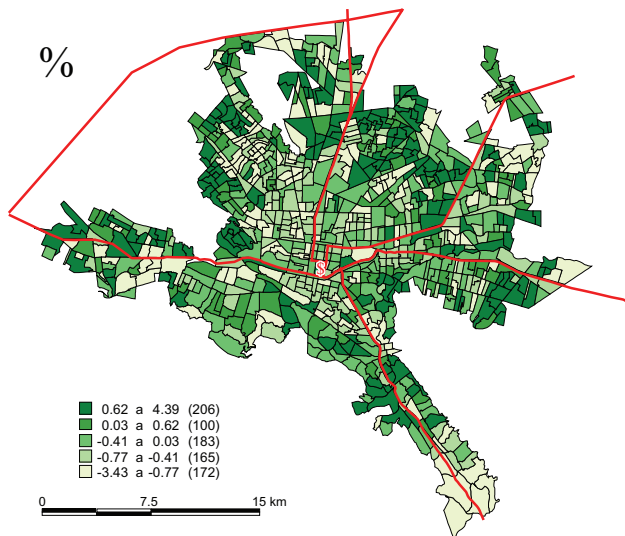 %
$
0.62 a 4.39 (206)
0.03 a 0.62 (100)
-0.41 a 0.03 (183)
-0.77 a -0.41 (165)
-3.43 a -0.77 (172)
0 7.5 15 km